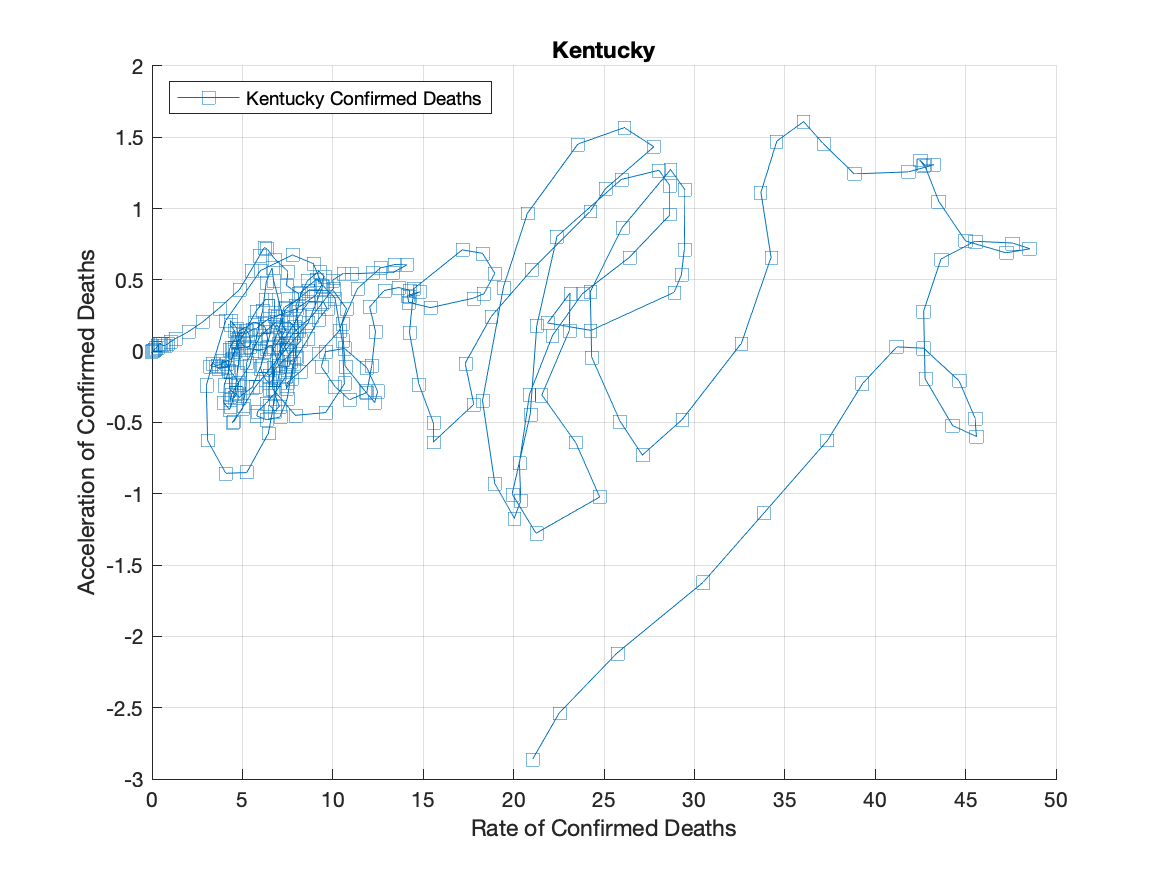 Kentucky
Kentucky Confirmed Deaths
Acceleration of Confirmed Deaths
2
1.5
1
0.5
0
-0.5
-1
-1.5
-2
-2.5
-3
0 5 10 15 20 25 30 35 40 45 50
Rate of Confirmed Deaths